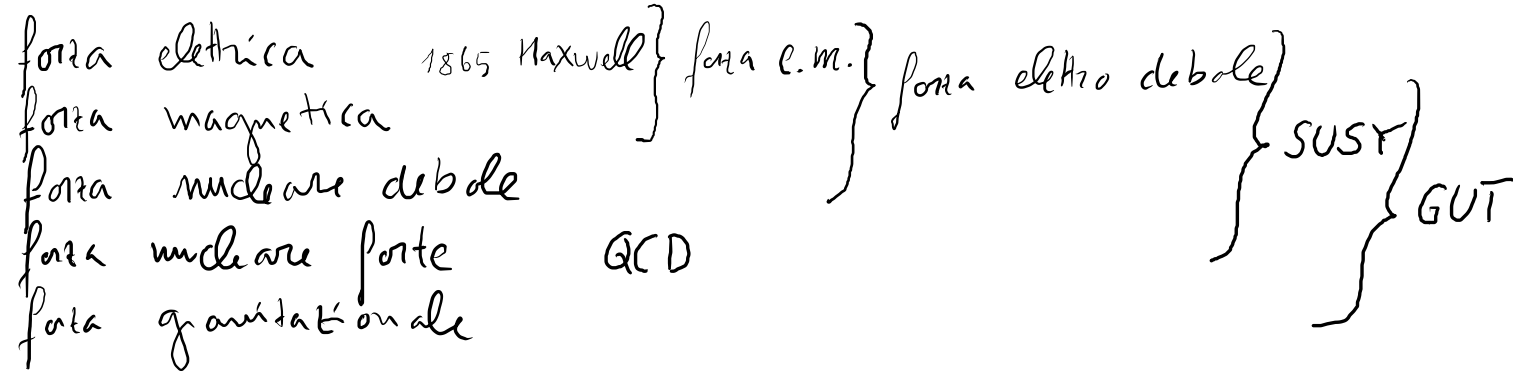 forza elettrica 1865 Maxwell } forza e.m. } forza elettro debole } SUSY } GUT
forza magnetica
forza nucleare debole
forza nucleare forte QCD
forza gravitazionale